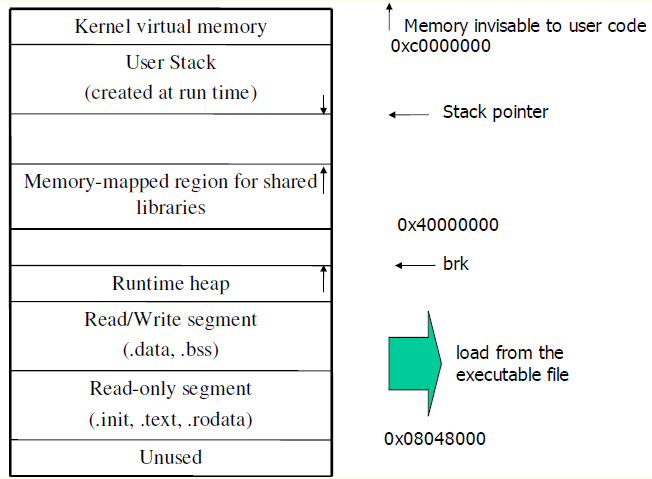 Kernel virtual memory
Memory invisable to user code
0xc0000000
User Stack
(created at run time)
Stack pointer
Memory-mapped region for shared
libraries
0x40000000
brk
Runtime heap
Read/Write segment
(.data, .bss)
load from the
executable file
Read-only segment
(.init, .text, .rodata)
0x08048000
Unused